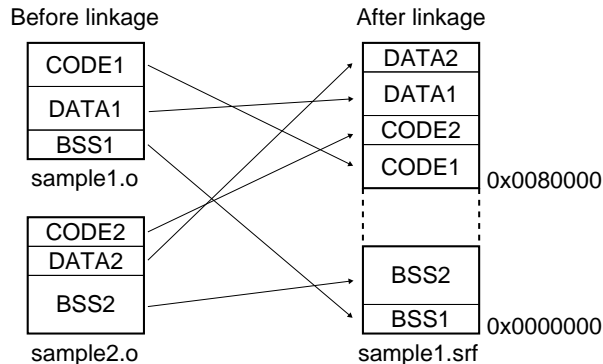 Before linkage
CODE1
DATA1
BSS1
sample1.o
CODE2
DATA2
BSS2
sample2.o
After linkage
DATA2
DATA1
CODE2
CODE1
0x0080000
BSS2
BSS1
0x0000000
sample1.srf